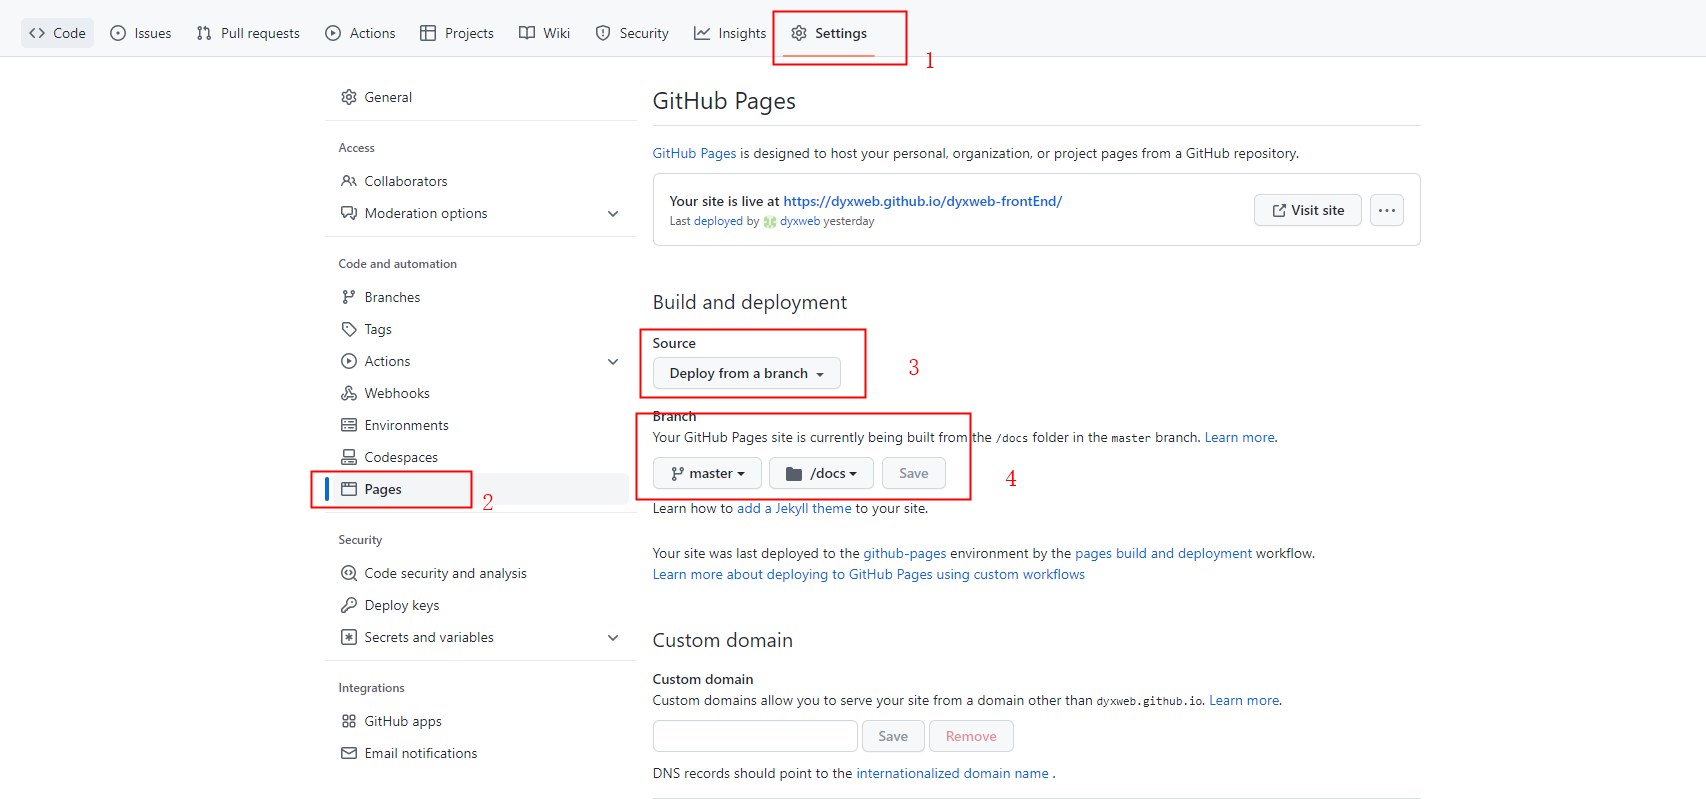 Code Issues Pull requests Actions Projects Wiki Security Insights Settings
1
General
Access
Collaborators
Moderation options
Code and automation
Branches
Tags
Actions
Webhooks
Environments
Codespaces
Pages
2
Security
Code security and analysis
Deploy keys
Secrets and variables
Integrations
GitHub apps
Email notifications
GitHub Pages
GitHub Pages is designed to host your personal, organization, or project pages from a GitHub repository.
Your site is live at https://dyxweb.github.io/dyxweb-frontEnd/
Last deployed by dyxweb yesterday
Visit site
Build and deployment
Source
Deploy from a branch
3
Branch
Your GitHub Pages site is currently being built from the /docs folder in the master branch. Learn more.
master /docs Save
4
Learn how to add a Jekyll theme to your site.
Your site was last deployed to the github-pages environment by the pages build and deployment workflow.
Learn more about deploying to GitHub Pages using custom workflows
Custom domain
Custom domain
Custom domains allow you to serve your site from a domain other than dyxweb.github.io. Learn more.
Save Remove
DNS records should point to the internationalized domain name .